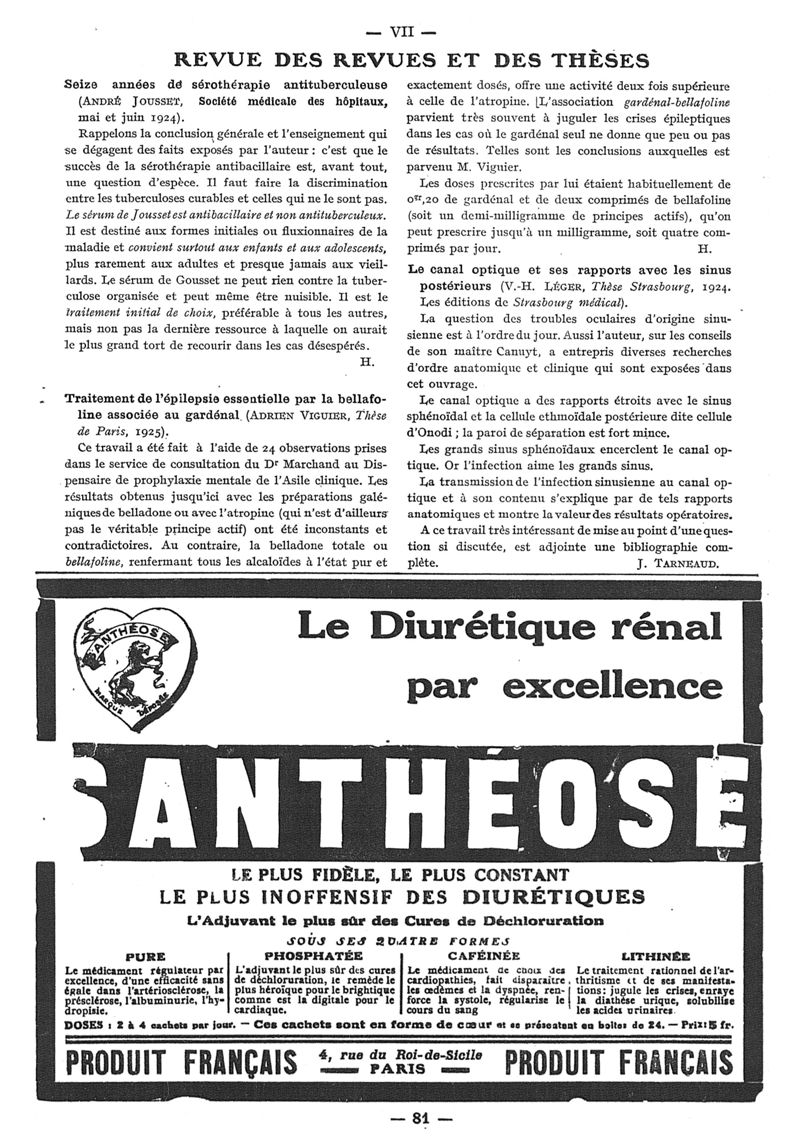 — VII —
REVUE DES REVUES ET DES THÈSES
Seize années de sérothérapie antituberculeuse
(ANDRÉ JOUSSET, Société médicale des hôpitaux,
mai et juin 1924).
Rappelons la conclusion générale et l'enseignement qui
se dégagent des faits exposés par l'auteur : c'est que le
succès de la sérothérapie antibacillaire est, avant tout,
une question d'espèce. Il faut faire la discrimination
entre les tuberculoses curables et celles qui ne le sont pas.
Le sérum de Jousset est antibacillaire et non antituberculeux.
Il est destiné aux formes initiales ou fluxionnaires de la
maladie et convient surtout aux enfants et aux adolescents,
plus rarement aux adultes et presque jamais aux vieil-
lards. Le sérum de Gousset ne peut rien contre la tuber-
culose organisée et peut même être nuisible. Il est le
traitement initial de choix, préférable à tous les autres,
mais non pas la dernière ressource à laquelle on aurait
le plus grand tort de recourir dans les cas désespérés.
H.
Traitement de l'épilepsie essentielle par la bellafo-
line associée au gardénal (ADRIEN VIGUIER, Thèse
de Paris, 1925).
Ce travail a été fait à l'aide de 24 observations prises
dans le service de consultation du Dr Marchand au Dis-
pensaire de prophylaxie mentale de l'Asile clinique. Les
résultats obtenus jusqu'ici avec les préparations galé-
niques de belladone ou avec l'atropine (qui n'est d'ailleurs
pas le véritable principe actif) ont été inconstants et
contradictoires. Au contraire, la belladone totale ou
bellafoline, renfermant tous les alcaloïdes à l'état pur et
exactement dosés, offre une activité deux fois supérieure
à celle de l'atropine. L'association gardénal-bellafoline
parvient très souvent à juguler les crises épileptiques
dans les cas où le gardénal seul ne donne que peu ou pas
de résultats. Telles sont les conclusions auxquelles est
parvenu M. Viguier.
Les doses prescrites par lui étaient habituellement de
0gr,20 de gardénal et de deux comprimés de bellafoline
(soit un demi-milligramme de principes actifs), qu'on
peut prescrire jusqu'à un milligramme, soit quatre com-
primés par jour. H.
Le canal optique et ses rapports avec les sinus
postérieurs (V.-H. LÉGER, Thèse Strasbourg, 1924.
Les éditions de Strasbourg médical).
La question des troubles oculaires d'origine sinu-
sienne est à l'ordre du jour. Aussi l'auteur, sur les conseils
de son maître Canuyt, a entrepris diverses recherches
d'ordre anatomique et clinique qui sont exposées dans
cet ouvrage.
Le canal optique a des rapports étroits avec le sinus
sphénoïdal et la cellule ethmoïdale postérieure dite cellule
d'Onodi ; la paroi de séparation est fort mince.
Les grands sinus sphénoïdaux encerclent le canal op-
tique. Or l'infection aime les grands sinus.
La transmission de l'infection sinusienne au canal op-
tique et à son contenu s'explique par de tels rapports
anatomiques et montre la valeur des résultats opératoires.
A ce travail très intéressant de mise au point d'une ques-
tion si discutée, est adjointe une bibliographie com-
plète. J. TARNEAUD.
SANTHÉOSE
MARQUE DÉPOSÉE
Le Diurétique rénal
par excellence
SANTHÉOSE
LE PLUS FIDÈLE, LE PLUS CONSTANT
LE PLUS INOFFENSIF DES DIURÉTIQUES
L'Adjuvant le plus sûr des Cures de Déchloruration
SOUS SES QUATRE FORMES
PURE
Le médicament régulateur par
excellence, d'une efficacité sans
égale dans l'artériosclérose, la
présclérose, l'albuminurie, l'hy-
dropisie.
PHOSPHATÉE
L'adjuvant le plus sûr des cures
de déchloruration, le remède le
plus héroïque pour le brightique
comme est la digitale pour le
cardiaque.
CAFÉINÉE
Le médicament de choix des
cardiopathies, fait disparaître
les œdèmes et la dyspnée, ren-
force la systole, régularise le
cours du sang
LITHINÉE
Le traitement rationnel de l'ar-
thritisme et de ses manifesta-
tions: jugule les crises, enraye
la diathèse urique, solubilise
les acides urinaires.
DOSES : 2 à 4 cachets par jour. — Ces cachets sont en forme de cœur et se présentent en boîtes de 24. — Prix : 5 fr.
PRODUIT FRANÇAIS 4, rue du Roi-de-Sicile PRODUIT FRANÇAIS
— PARIS —
— 81 —